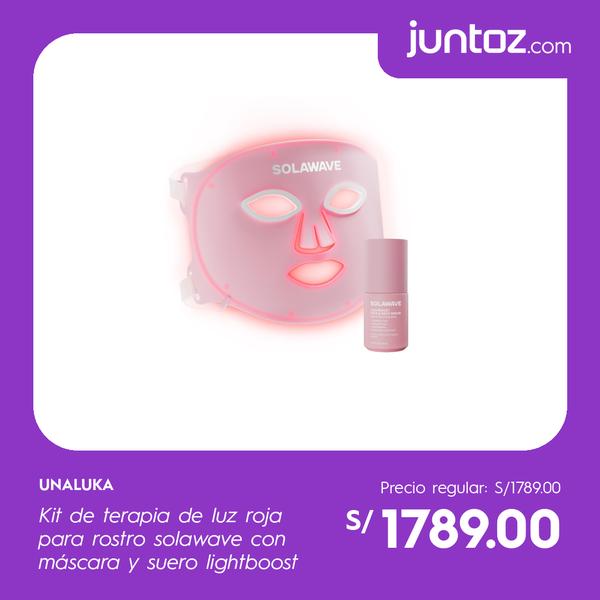 juntoz.com
SOLAWAVE
SOLAWAVE
UNALUKA
Kit de terapia de luz roja
para rostro solawave con
máscara y suero lightboost
Precio regular: S/1789.00
S/ 1789.00